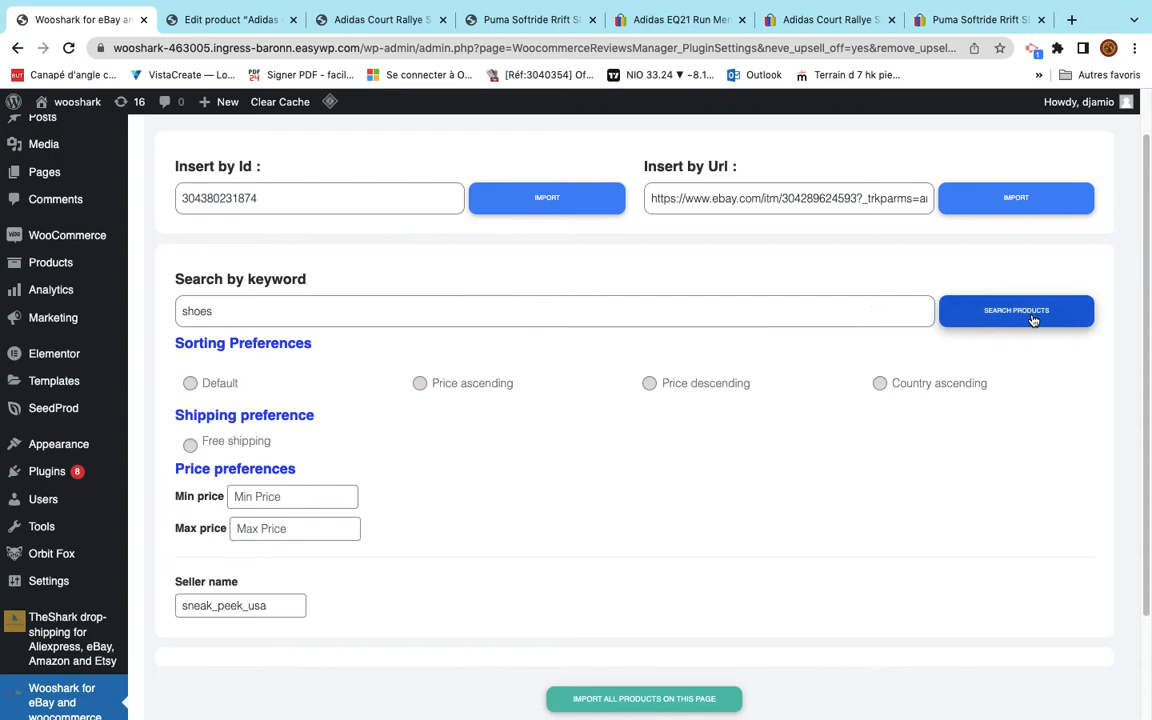 Wooshark for eBay an
Edit product “Adidas
Adidas Court Rallye S
Puma Softride Rrift S
Adidas EQ21 Run Men
Adidas Court Rallye S
Puma Softride Rrift Sl
wooshark-463005.ingress-baronn.easywp.com/wp-admin/admin.php?page=WoocommerceReviewsManager_PluginSettings&neve_upsell_off=yes&remove_upsel...
1
BUT Canapé d'angle c...
VistaCreate – Lo...
PDF 24 Signer PDF - facil...
Se connecter à O...
[Réf:3040354] Of...
NIO 33.24 ▼ −8.1...
Outlook
Terrain d 7 hk pie...
»
Autres favoris
wooshark
16
0
New
Clear Cache
Howdy, djamio
Posts
Media
Pages
Comments
WooCommerce
Products
Analytics
Marketing
Elementor
Templates
SeedProd
Appearance
Plugins 8
Users
Tools
Orbit Fox
Settings
TheShark drop-
shipping for
Aliexpress, eBay,
Amazon and Etsy
Wooshark for
eBay and
woocommerce
Insert by Id :
304380231874
IMPORT
Insert by Url :
https://www.ebay.com/itm/304289624593?_trkparms=a
IMPORT
Search by keyword
shoes
SEARCH PRODUCTS
Sorting Preferences
Default
Price ascending
Price descending
Country ascending
Shipping preference
Free shipping
Price preferences
Min price Min Price
Max price Max Price
Seller name
sneak_peek_usa
IMPORT ALL PRODUCTS ON THIS PAGE